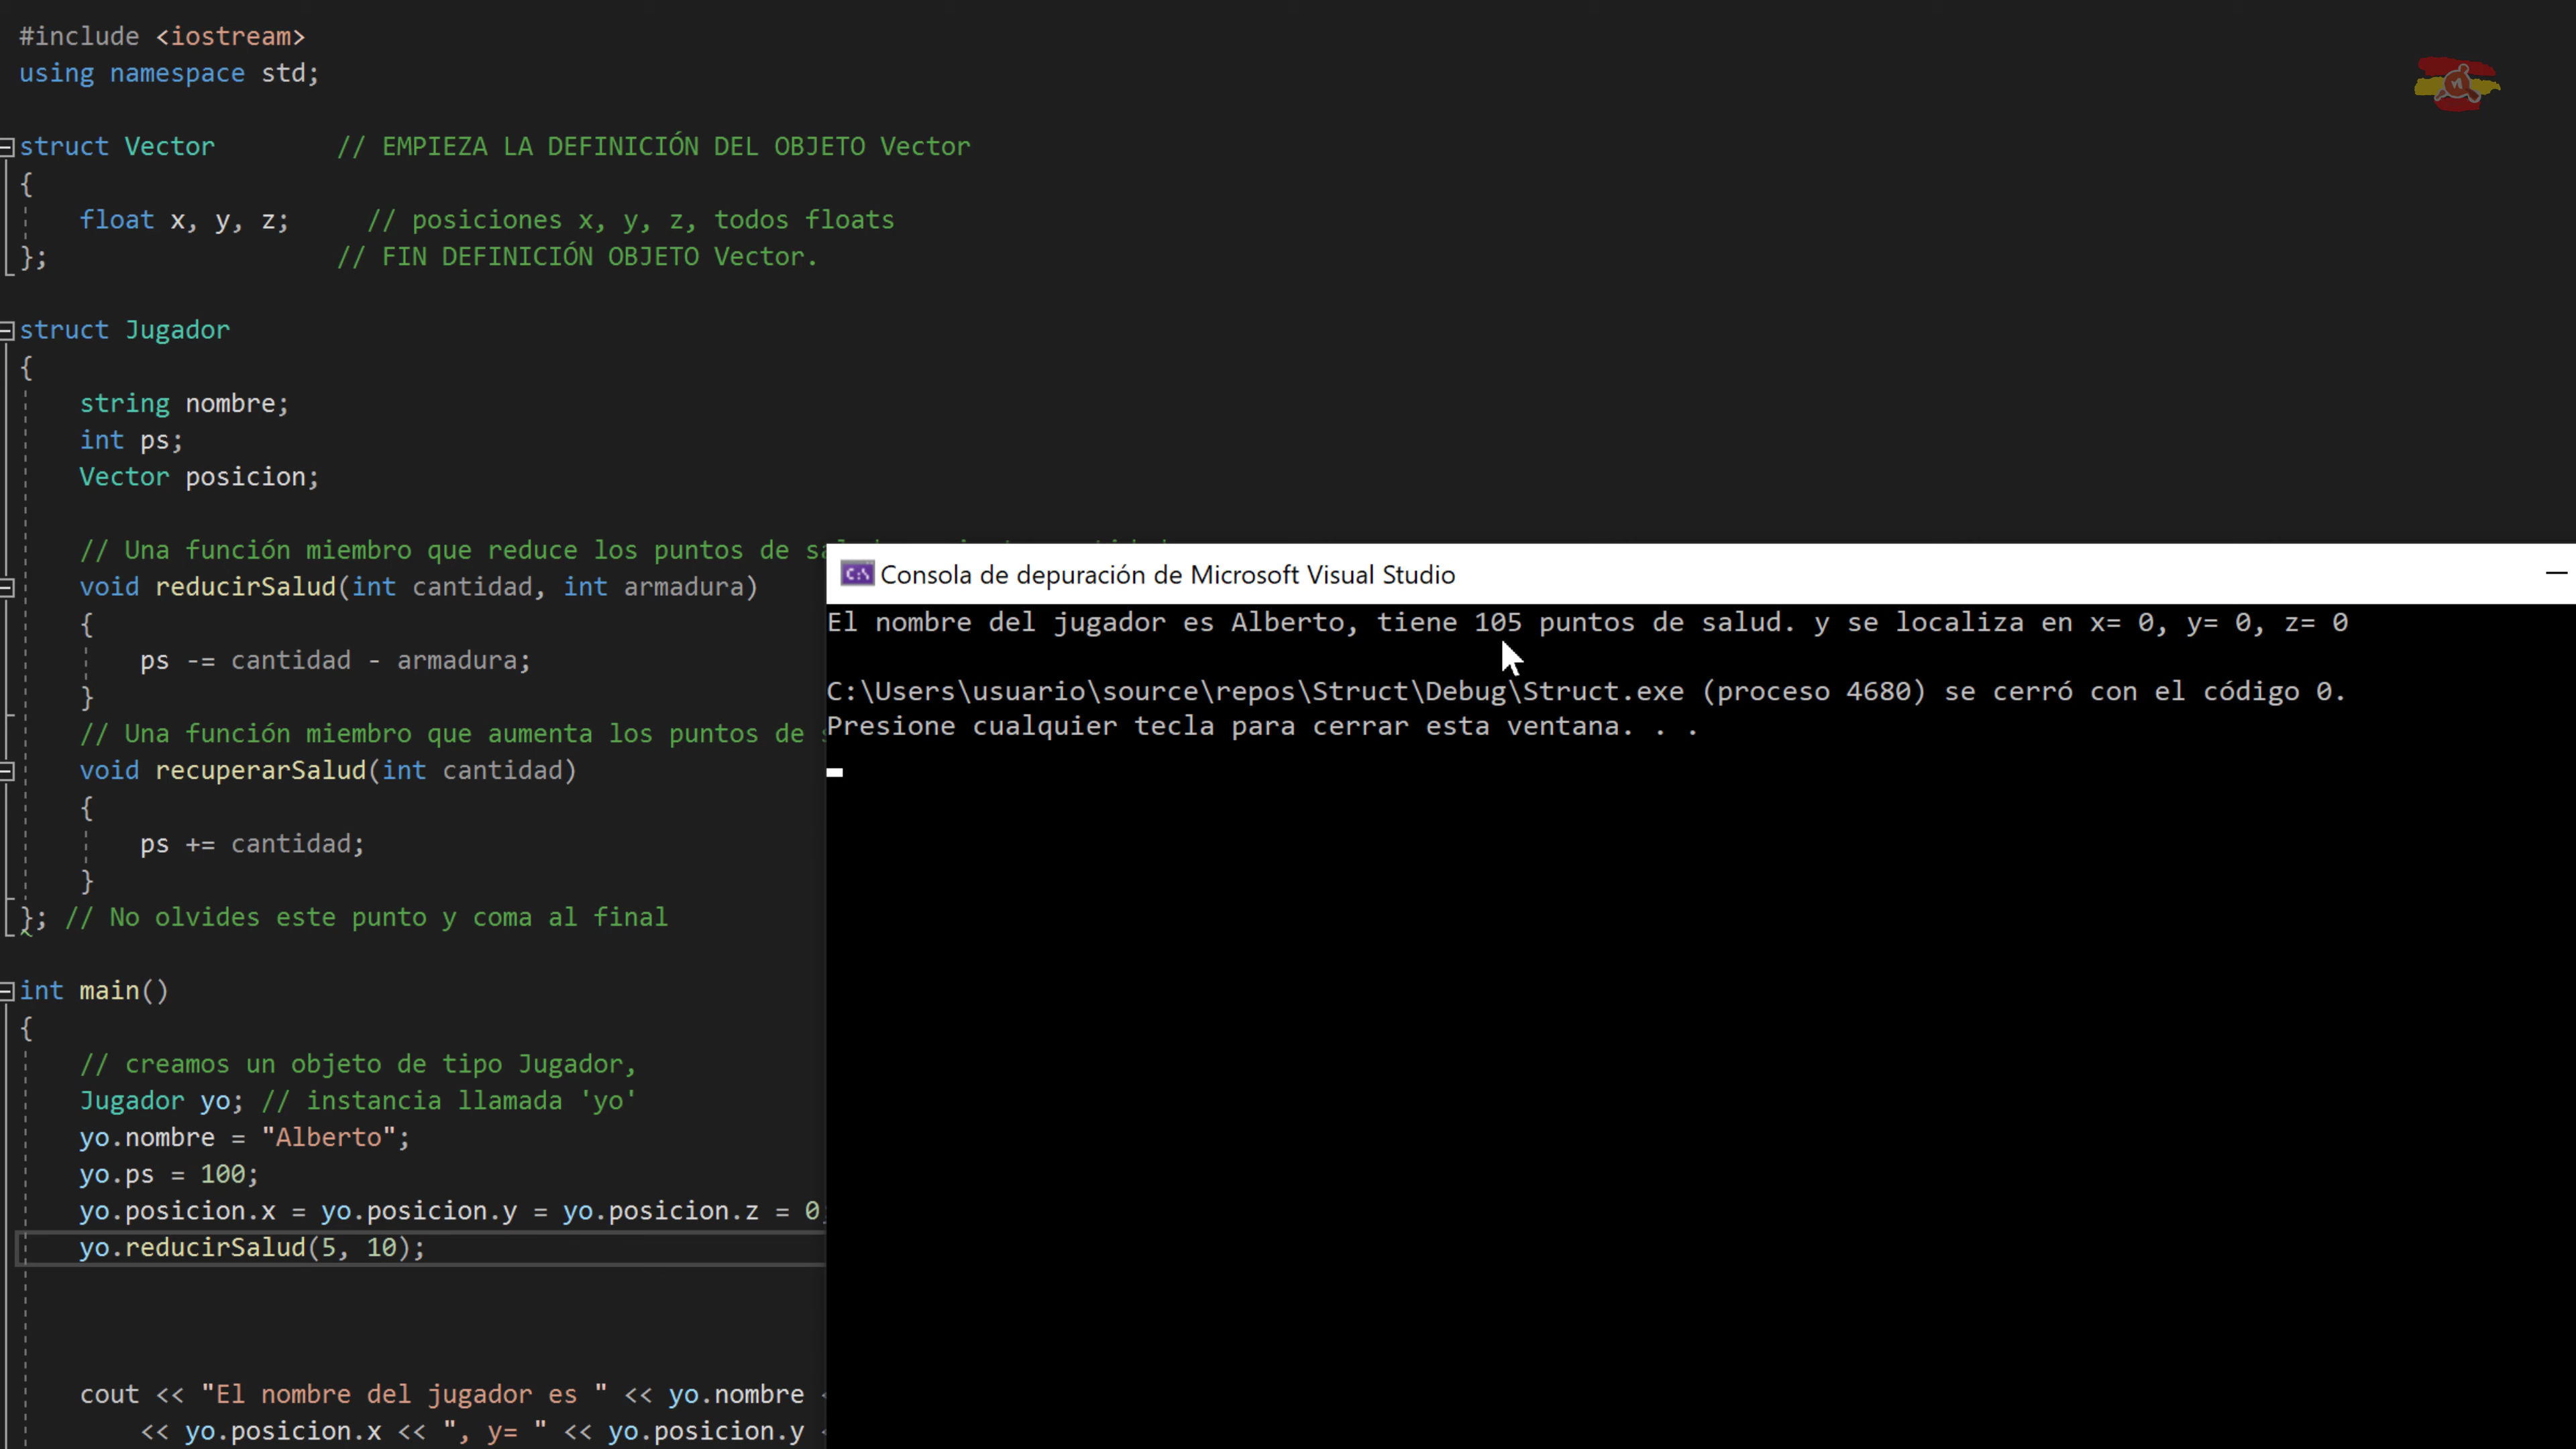 #include <iostream>
using namespace std;
struct Vector // EMPIEZA LA DEFINICIÓN DEL OBJETO Vector
{
float x, y, z; // posiciones x, y, z, todos floats
}; // FIN DEFINICIÓN OBJETO Vector.
struct Jugador
{
string nombre;
int ps;
Vector posicion;
// Una función miembro que reduce los puntos de
void reducirSalud(int cantidad, int armadura)
{
ps -= cantidad - armadura;
}
// Una función miembro que aumenta los puntos de
void recuperarSalud(int cantidad)
{
ps += cantidad;
}
}; // No olvides este punto y coma al final
int main()
{
// creamos un objeto de tipo Jugador,
Jugador yo; // instancia llamada 'yo'
yo.nombre = "Alberto";
yo.ps = 100;
yo.posicion.x = yo.posicion.y = yo.posicion.z = 0;
yo.reducirSalud(5, 10);
cout << "El nombre del jugador es " << yo.nombre
<< yo.posicion.x << ", y= " << yo.posicion.y
Consola de depuración de Microsoft Visual Studio
El nombre del jugador es Alberto, tiene 105 puntos de salud. y se localiza en x= 0, y= 0, z= 0
C:\Users\usuario\source\repos\Struct\Debug\Struct.exe (proceso 4680) se cerró con el código 0.
Presione cualquier tecla para cerrar esta ventana. . .